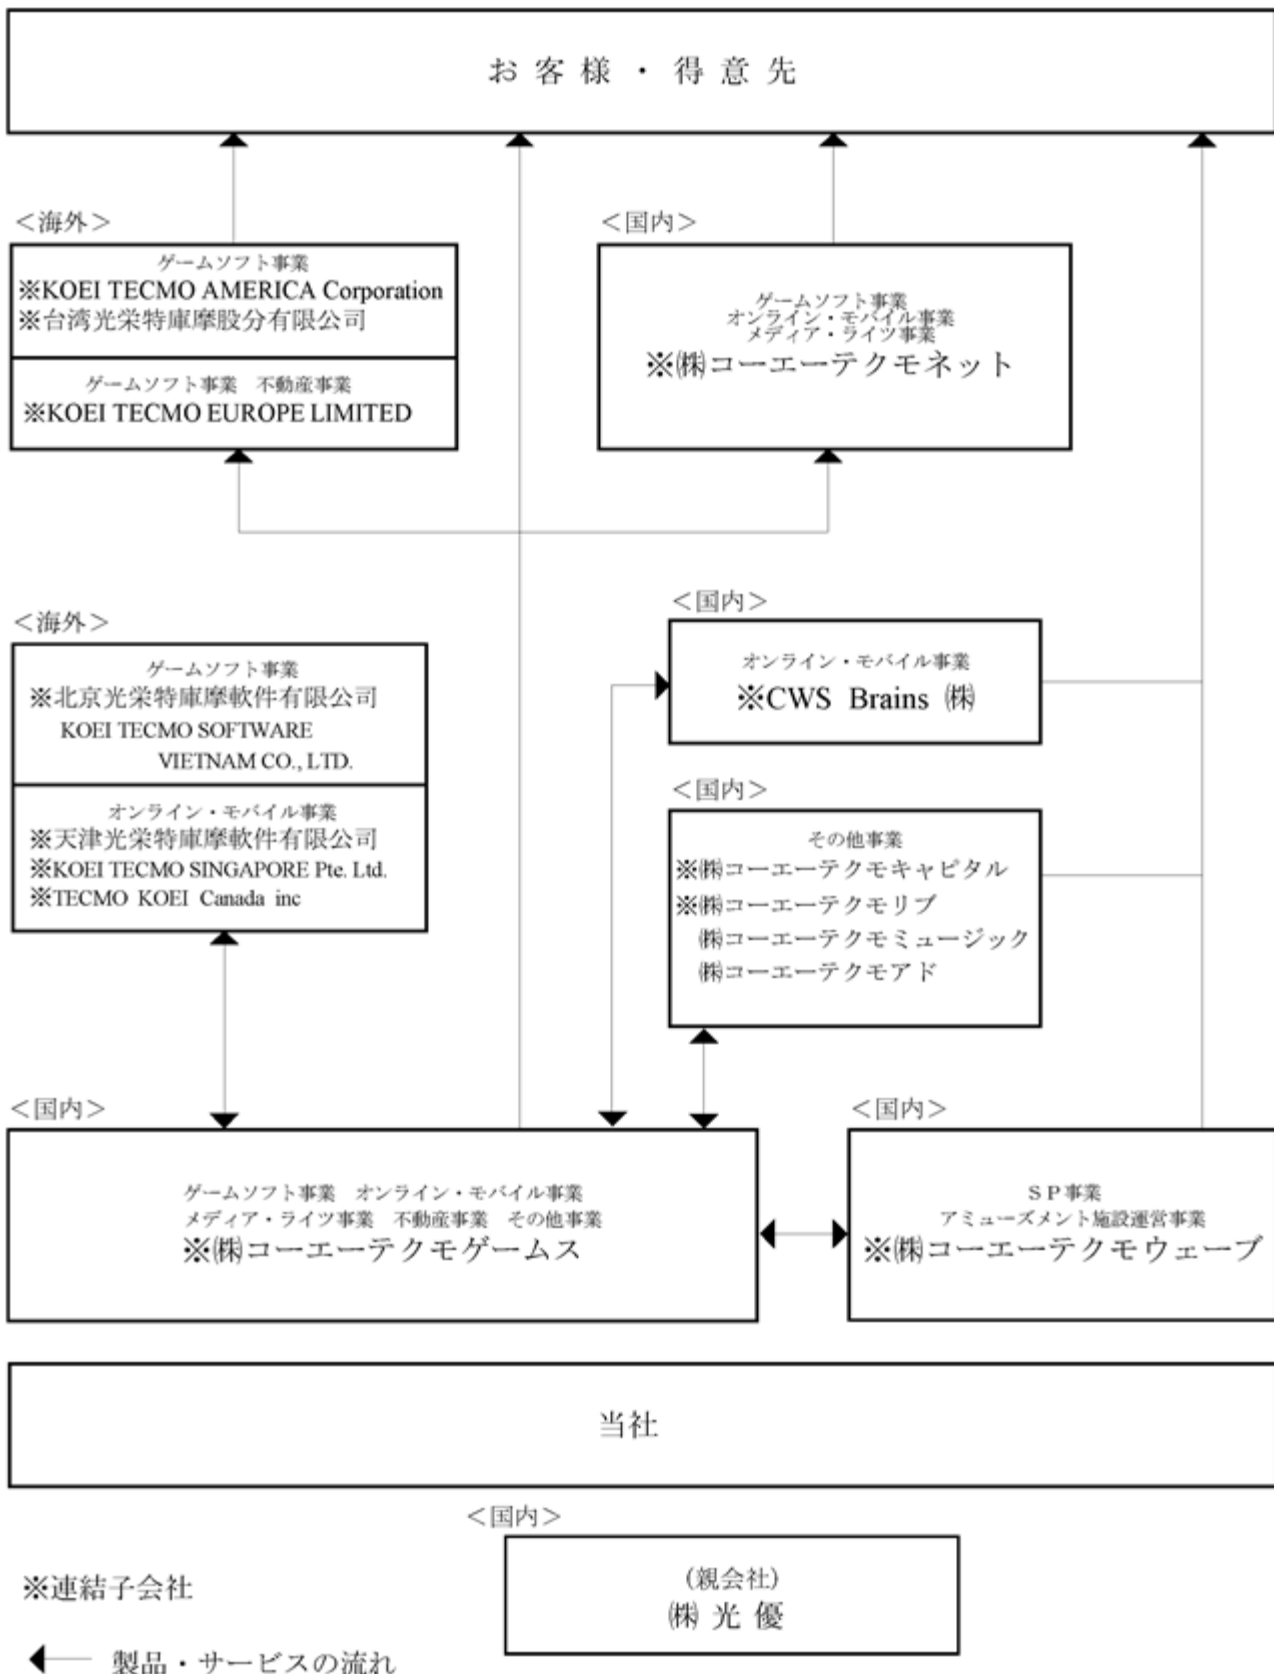 お客様・得意先
＜海外＞
ゲームソフト事業
※KOEI TECMO AMERICA Corporation
※台湾光栄特庫摩股分有限公司
ゲームソフト事業　不動産事業
※KOEI TECMO EUROPE LIMITED
＜国内＞
ゲームソフト事業
オンライン・モバイル事業
メディア・ライツ事業
※㈱コーエーテクモネット
＜海外＞
ゲームソフト事業
※北京光栄特庫摩軟件有限公司
KOEI TECMO SOFTWARE
VIETNAM CO., LTD.
オンライン・モバイル事業
※天津光栄特庫摩軟件有限公司
※KOEI TECMO SINGAPORE Pte. Ltd.
※TECMO KOEI Canada inc
＜国内＞
オンライン・モバイル事業
※CWS Brains ㈱
＜国内＞
その他事業
※㈱コーエーテクモキャピタル
※㈱コーエーテクモリブ
㈱コーエーテクモミュージック
㈱コーエーテクモアド
＜国内＞
ゲームソフト事業　オンライン・モバイル事業
メディア・ライツ事業　不動産事業　その他事業
※㈱コーエーテクモゲームス
＜国内＞
ＳＰ事業
アミューズメント施設運営事業
※㈱コーエーテクモウェーブ
当社
＜国内＞
(親会社)
㈱ 光 優
※連結子会社
製品・サービスの流れ